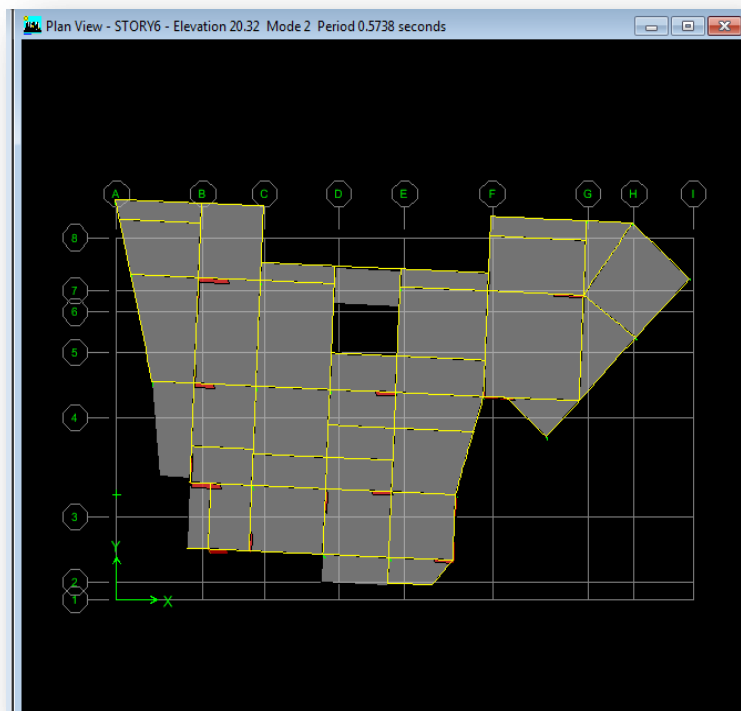 Plan View - STORY6 - Elevation 20.32 Mode 2 Period 0.5738 seconds
A B C D E F G H I
8
7
6
5
4
3
Y
2
1
X